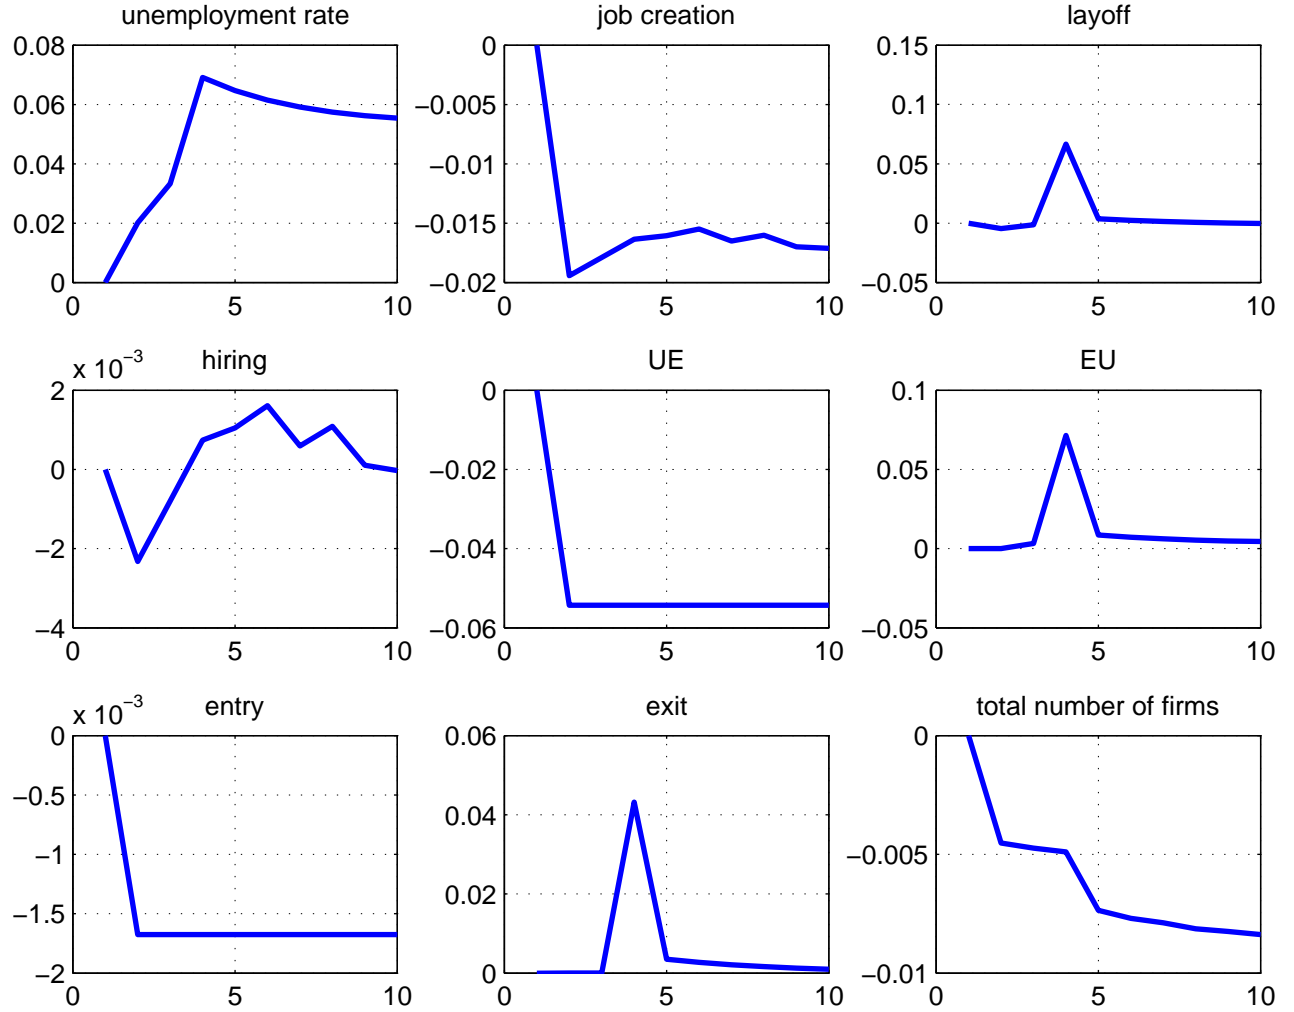 unemployment rate
0.08
0.06
0.04
0.02
0
0 5 10
job creation
0
−0.005
−0.01
−0.015
−0.02
0 5 10
layoff
0.15
0.1
0.05
0
−0.05
0 5 10
x 10−3 hiring
2
0
−2
−4
0 5 10
UE
0
−0.02
−0.04
−0.06
0 5 10
EU
0.1
0.05
0
−0.05
0 5 10
x 10−3 entry
0
−0.5
−1
−1.5
−2
0 5 10
exit
0.06
0.04
0.02
0
0 5 10
total number of firms
0
−0.005
−0.01
0 5 10